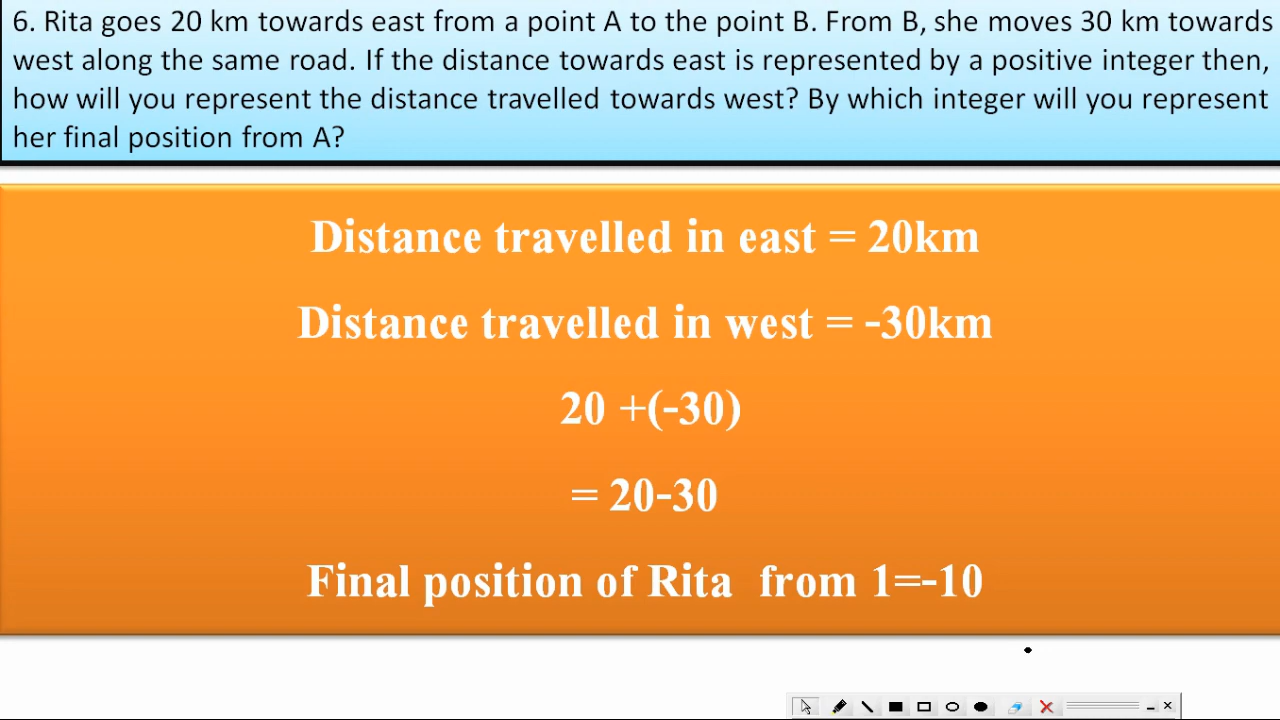 6. Rita goes 20 km towards east from a point A to the point B. From B, she moves 30 km towards
west along the same road. If the distance towards east is represented by a positive integer then,
how will you represent the distance travelled towards west? By which integer will you represent
her final position from A?
Distance travelled in east = 20km
Distance travelled in west = -30km
20 +(-30)
= 20-30
Final position of Rita  from 1=-10